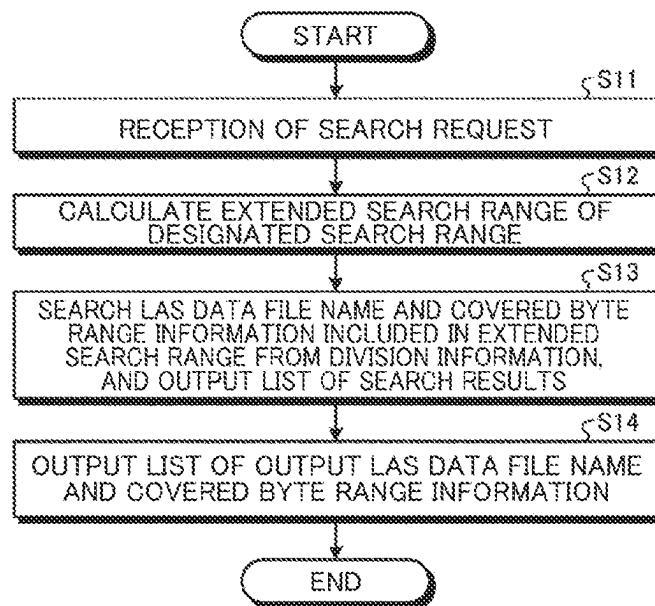 START
S11
RECEPTION OF SEARCH REQUEST
S12
CALCULATE EXTENDED SEARCH RANGE OF
DESIGNATED SEARCH RANGE
S13
SEARCH LAS DATA FILE NAME AND COVERED BYTE
RANGE INFORMATION INCLUDED IN EXTENDED
SEARCH RANGE FROM DIVISION INFORMATION,
AND OUTPUT LIST OF SEARCH RESULTS
S14
OUTPUT LIST OF OUTPUT LAS DATA FILE NAME
AND COVERED BYTE RANGE INFORMATION
END